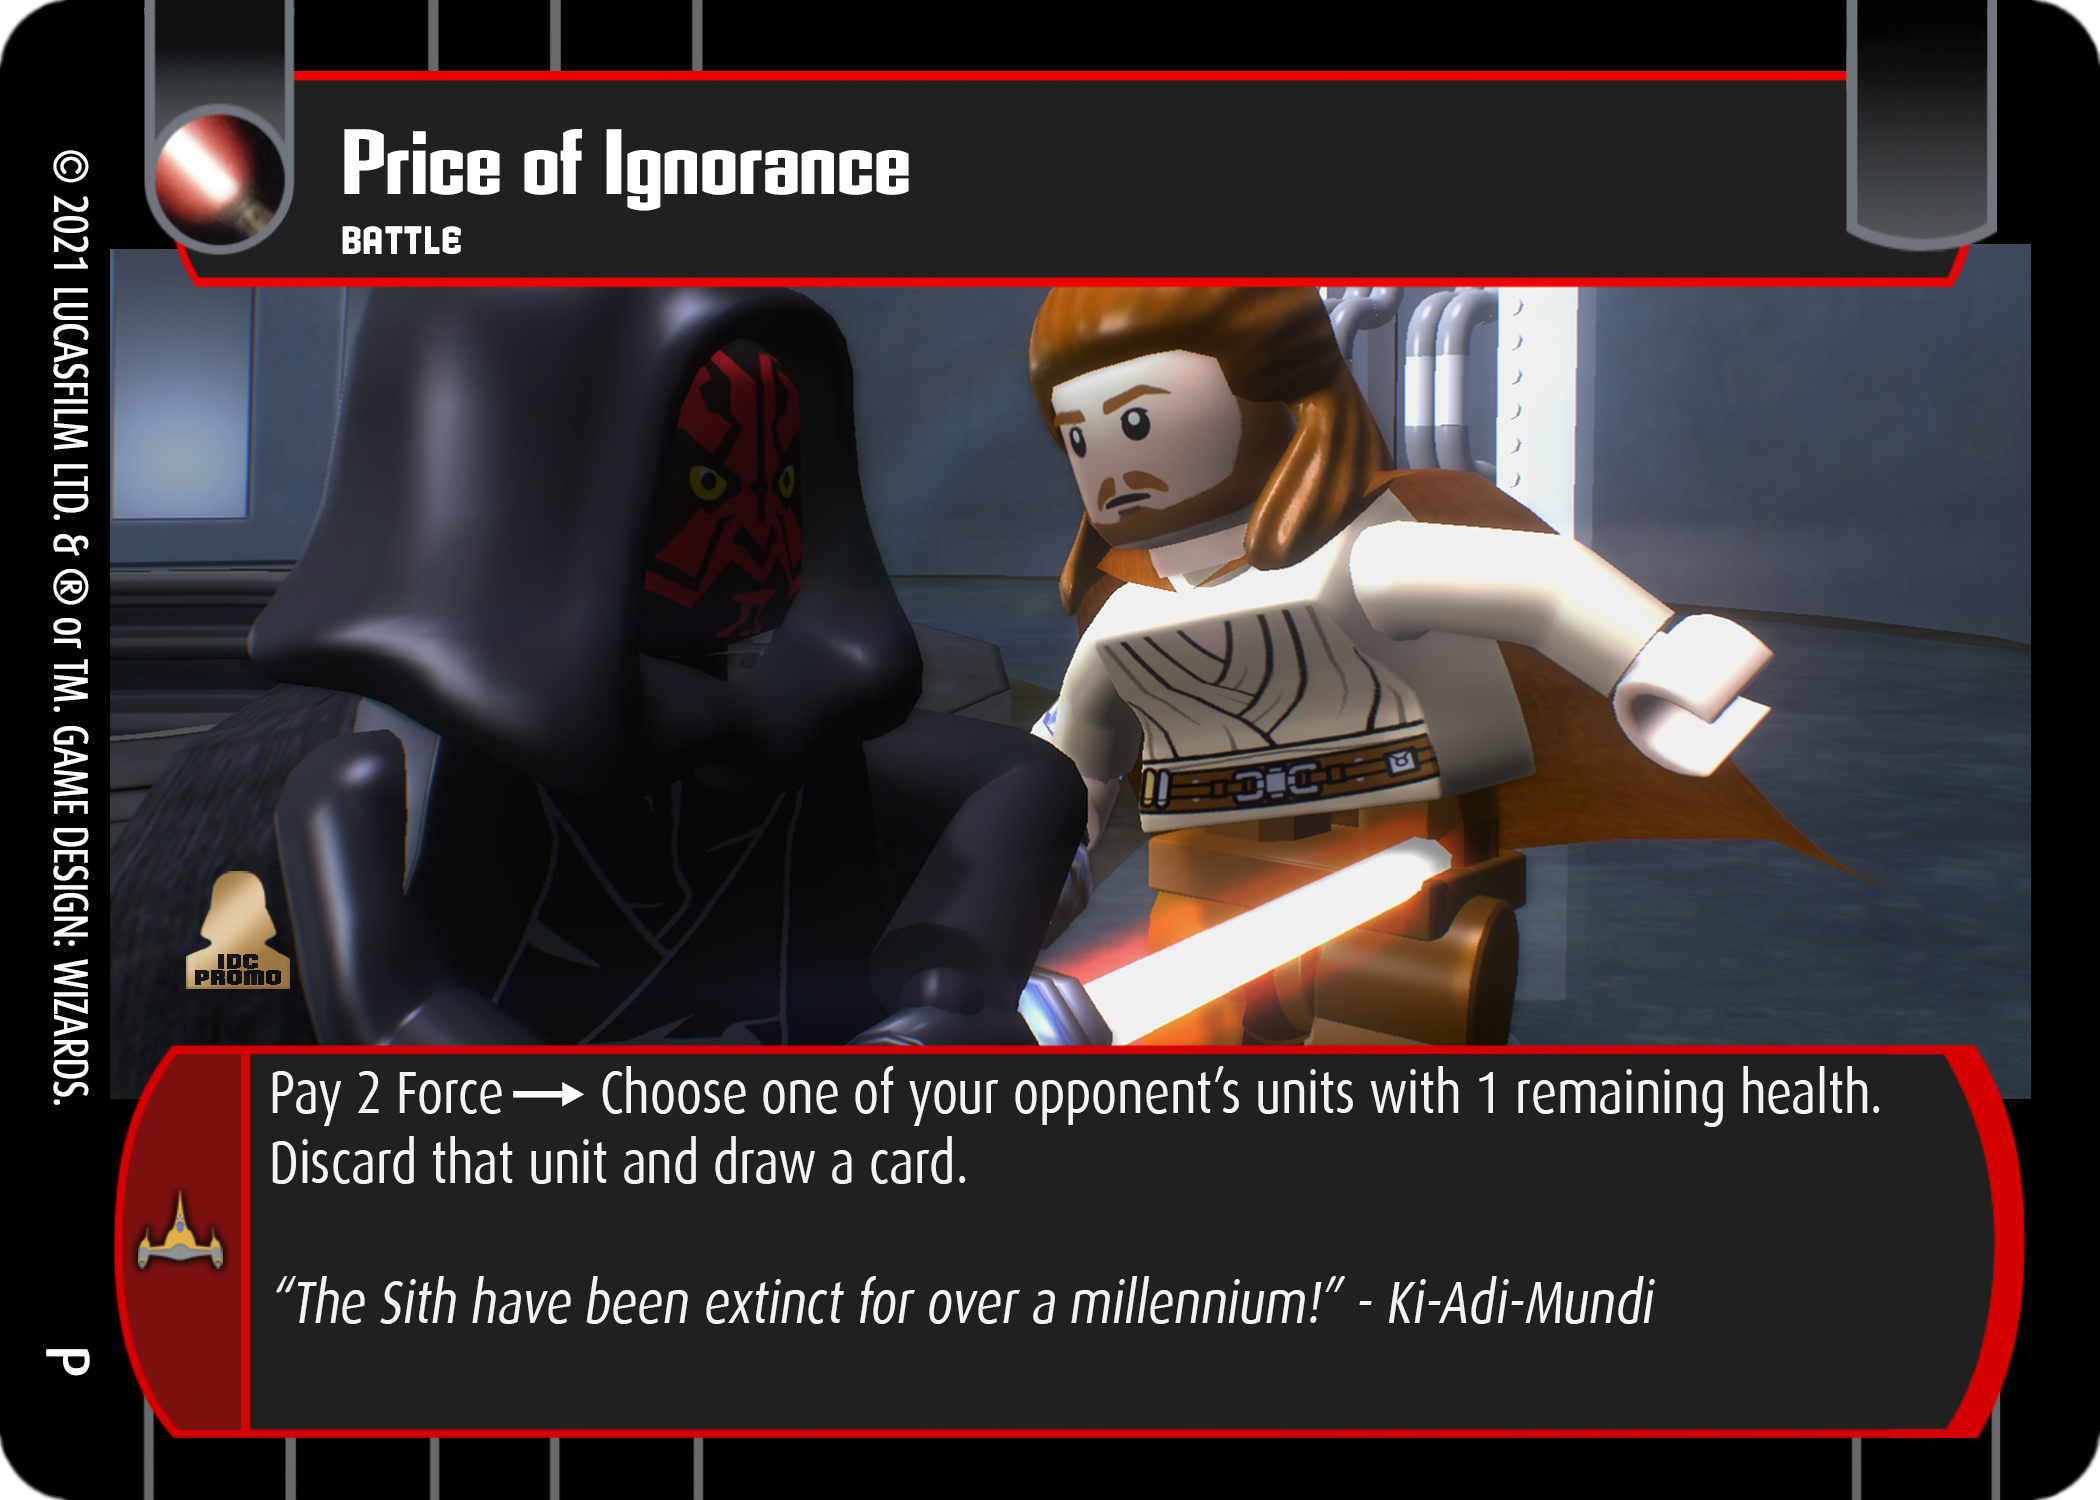 Price of Ignorance
BATTLE
© 2021 LUCASFILM LTD. & ® or TM. GAME DESIGN: WIZARDS.
IDC
PROMO
Pay 2 Force → Choose one of your opponent’s units with 1 remaining health.
Discard that unit and draw a card.
“The Sith have been extinct for over a millennium!” - Ki-Adi-Mundi
P